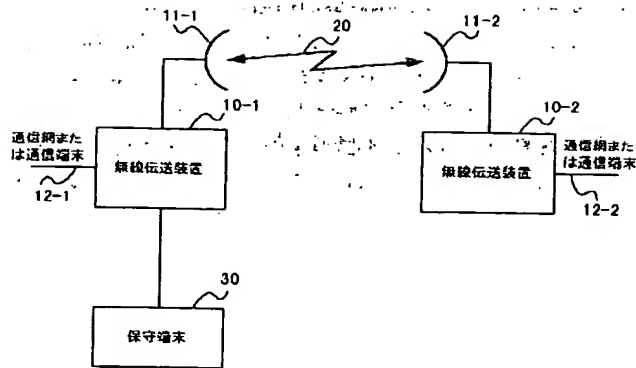 11-1
20
11-2
10-1
10-2
通信網また
は通信端末
12-1
無線伝送装置
無線伝送装置
通信網また
は通信端末
12-2
30
保守端末